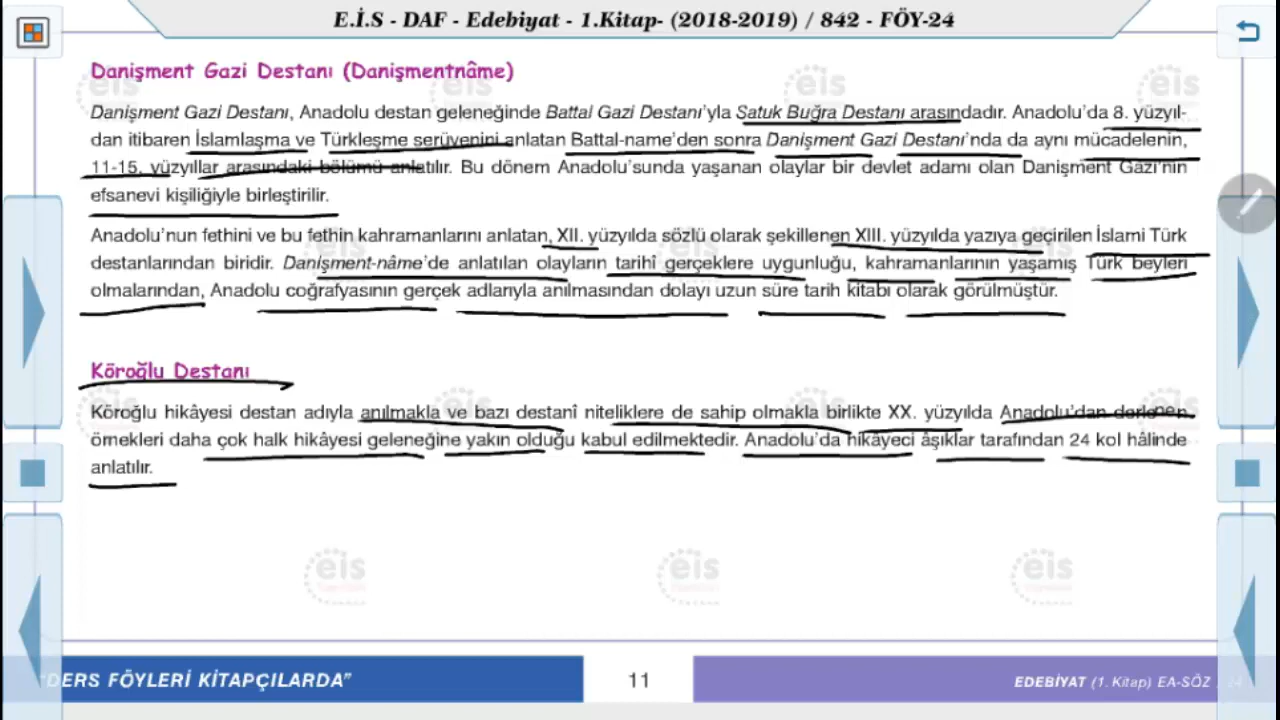 E.İ.S - DAF - Edebiyat - 1.Kitap- (2018-2019) / 842 - FÖY-24
Danişment Gazi Destanı (Danişmentnâme)
Danişment Gazi Destanı, Anadolu destan geleneğinde Battal Gazi Destanı'yla Satuk Buğra Destanı arasındadır. Anadolu'da 8. yüzyıl-
dan itibaren İslamlaşma ve Türkleşme serüvenini anlatan Battal-name'den sonra Danişment Gazi Destanı'nda da aynı mücadelenin,
11-15. yüzyıllar arasındaki bölümü anlatılır. Bu dönem Anadolu'sunda yaşanan olaylar bir devlet adamı olan Danişment Gazi'nin
efsanevi kişiliğiyle birleştirilir.
Anadolu'nun fethini ve bu fethin kahramanlarını anlatan, XII. yüzyılda sözlü olarak şekillenen XIII. yüzyılda yazıya geçirilen İslami Türk
destanlarından biridir. Danişment-nâme'de anlatılan olayların tarihî gerçeklere uygunluğu, kahramanlarının yaşamış Türk beyleri
olmalarından, Anadolu coğrafyasının gerçek adlarıyla anılmasından dolayı uzun süre tarih kitabı olarak görülmüştür.
Köroğlu Destanı
Köroğlu hikâyesi destan adıyla anılmakla ve bazı destanî niteliklere de sahip olmakla birlikte XX. yüzyılda Anadolu'dan derlenen
örnekleri daha çok halk hikâyesi geleneğine yakın olduğu kabul edilmektedir. Anadolu'da hikâyeci âşıklar tarafından 24 kol hâlinde
anlatılır.
eis eis eis
"DERS FÖYLERİ KİTAPÇILARDA"
11
EDEBİYAT (1. Kitap) EA-SÖZ 24